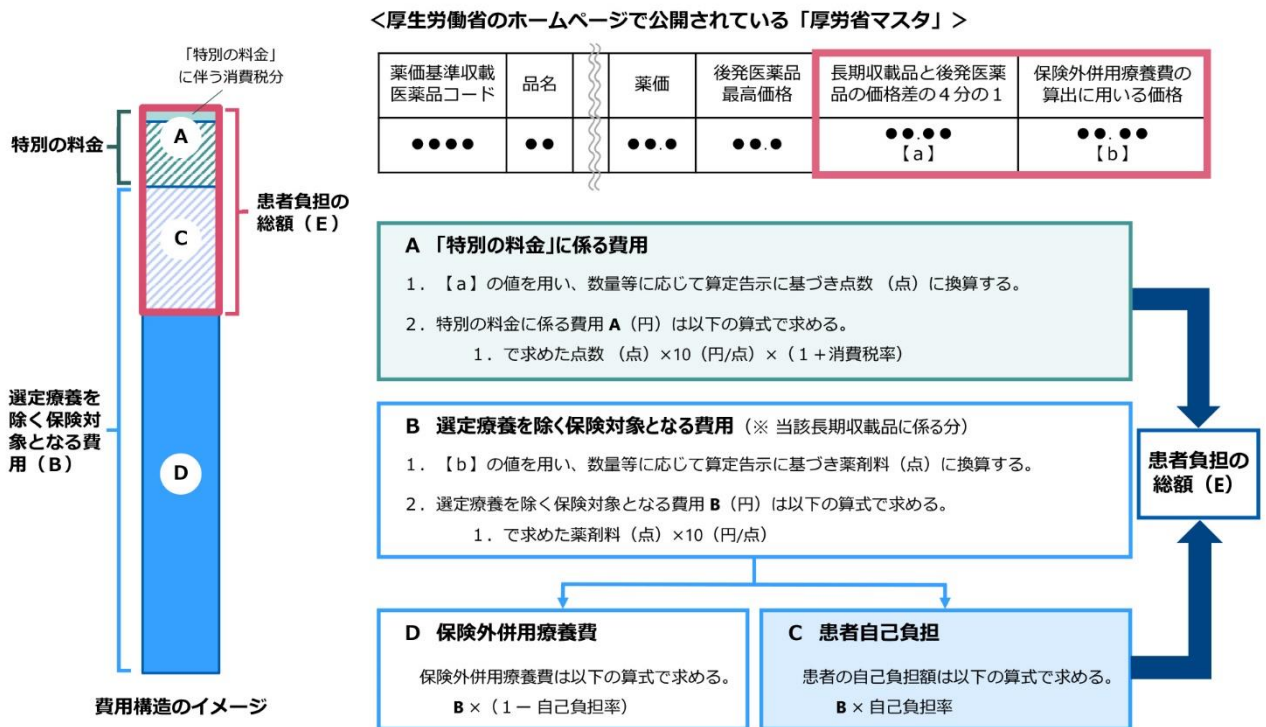 <厚生労働省のホームページで公開されている「厚労省マスタ」>
「特別の料金」
に伴う消費税分
特別の料金
A
C
D
患者負担の
総額（E）
選定療養を
除く保険対
象となる費
用（B）
費用構造のイメージ
薬価基準収載
医薬品コード
品名
薬価
後発医薬品
最高価格
長期収載品と後発医薬
品の価格差の４分の１
保険外併用療養費の
算出に用いる価格
●●●●
●●
●●.●
●●.●
●●.●●
【a】
●●.●●
【b】
A 「特別の料金」に係る費用
1．【a】の値を用い、数量等に応じて算定告示に基づき点数（点）に換算する。
2．特別の料金に係る費用 A（円）は以下の算式で求める。
1．で求めた点数（点）×10（円/点）×（1＋消費税率）
B 選定療養を除く保険対象となる費用（※ 当該長期収載品に係る分）
1．【b】の値を用い、数量等に応じて算定告示に基づき薬剤料（点）に換算する。
2．選定療養を除く保険対象となる費用 B（円）は以下の算式で求める。
1．で求めた薬剤料（点）×10（円/点）
D 保険外併用療養費
保険外併用療養費は以下の算式で求める。
B ×（1－自己負担率）
C 患者自己負担
患者の自己負担額は以下の算式で求める。
B × 自己負担率
患者負担の
総額（E）